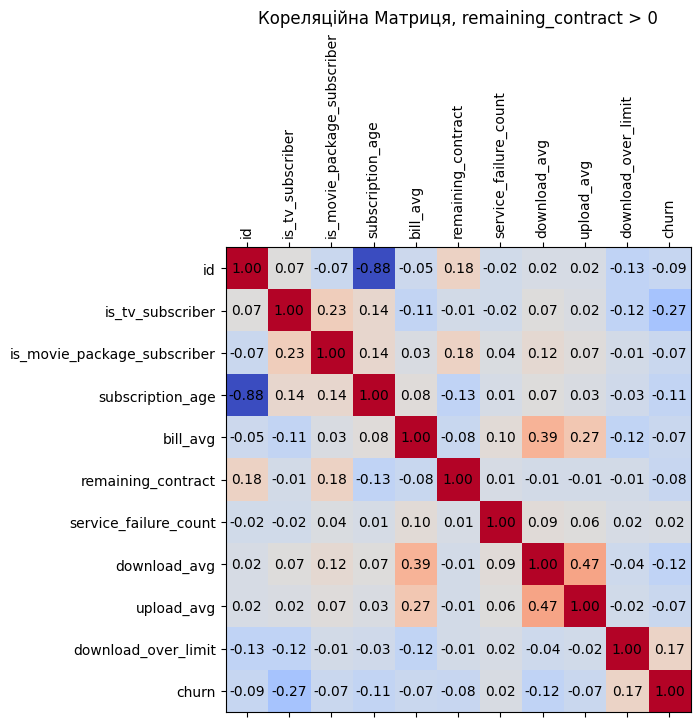 Кореляційна Матриця, remaining_contract > 0
id
is_tv_subscriber
is_movie_package_subscriber
subscription_age
bill_avg
remaining_contract
service_failure_count
download_avg
upload_avg
download_over_limit
churn
id 1.00 0.07 -0.07 -0.88 -0.05 0.18 -0.02 0.02 0.02 -0.13 -0.09
is_tv_subscriber 0.07 1.00 0.23 0.14 -0.11 -0.01 -0.02 0.07 0.02 -0.12 -0.27
is_movie_package_subscriber -0.07 0.23 1.00 0.14 0.03 0.18 0.04 0.12 0.07 -0.01 -0.07
subscription_age -0.88 0.14 0.14 1.00 0.08 -0.13 0.01 0.07 0.03 -0.03 -0.11
bill_avg -0.05 -0.11 0.03 0.08 1.00 -0.08 0.10 0.39 0.27 -0.12 -0.07
remaining_contract 0.18 -0.01 0.18 -0.13 -0.08 1.00 0.01 -0.01 -0.01 -0.01 -0.08
service_failure_count -0.02 -0.02 0.04 0.01 0.10 0.01 1.00 0.09 0.06 0.02 0.02
download_avg 0.02 0.07 0.12 0.07 0.39 -0.01 0.09 1.00 0.47 -0.04 -0.12
upload_avg 0.02 0.02 0.07 0.03 0.27 -0.01 0.06 0.47 1.00 -0.02 -0.07
download_over_limit -0.13 -0.12 -0.01 -0.03 -0.12 -0.01 0.02 -0.04 -0.02 1.00 0.17
churn -0.09 -0.27 -0.07 -0.11 -0.07 -0.08 0.02 -0.12 -0.07 0.17 1.00